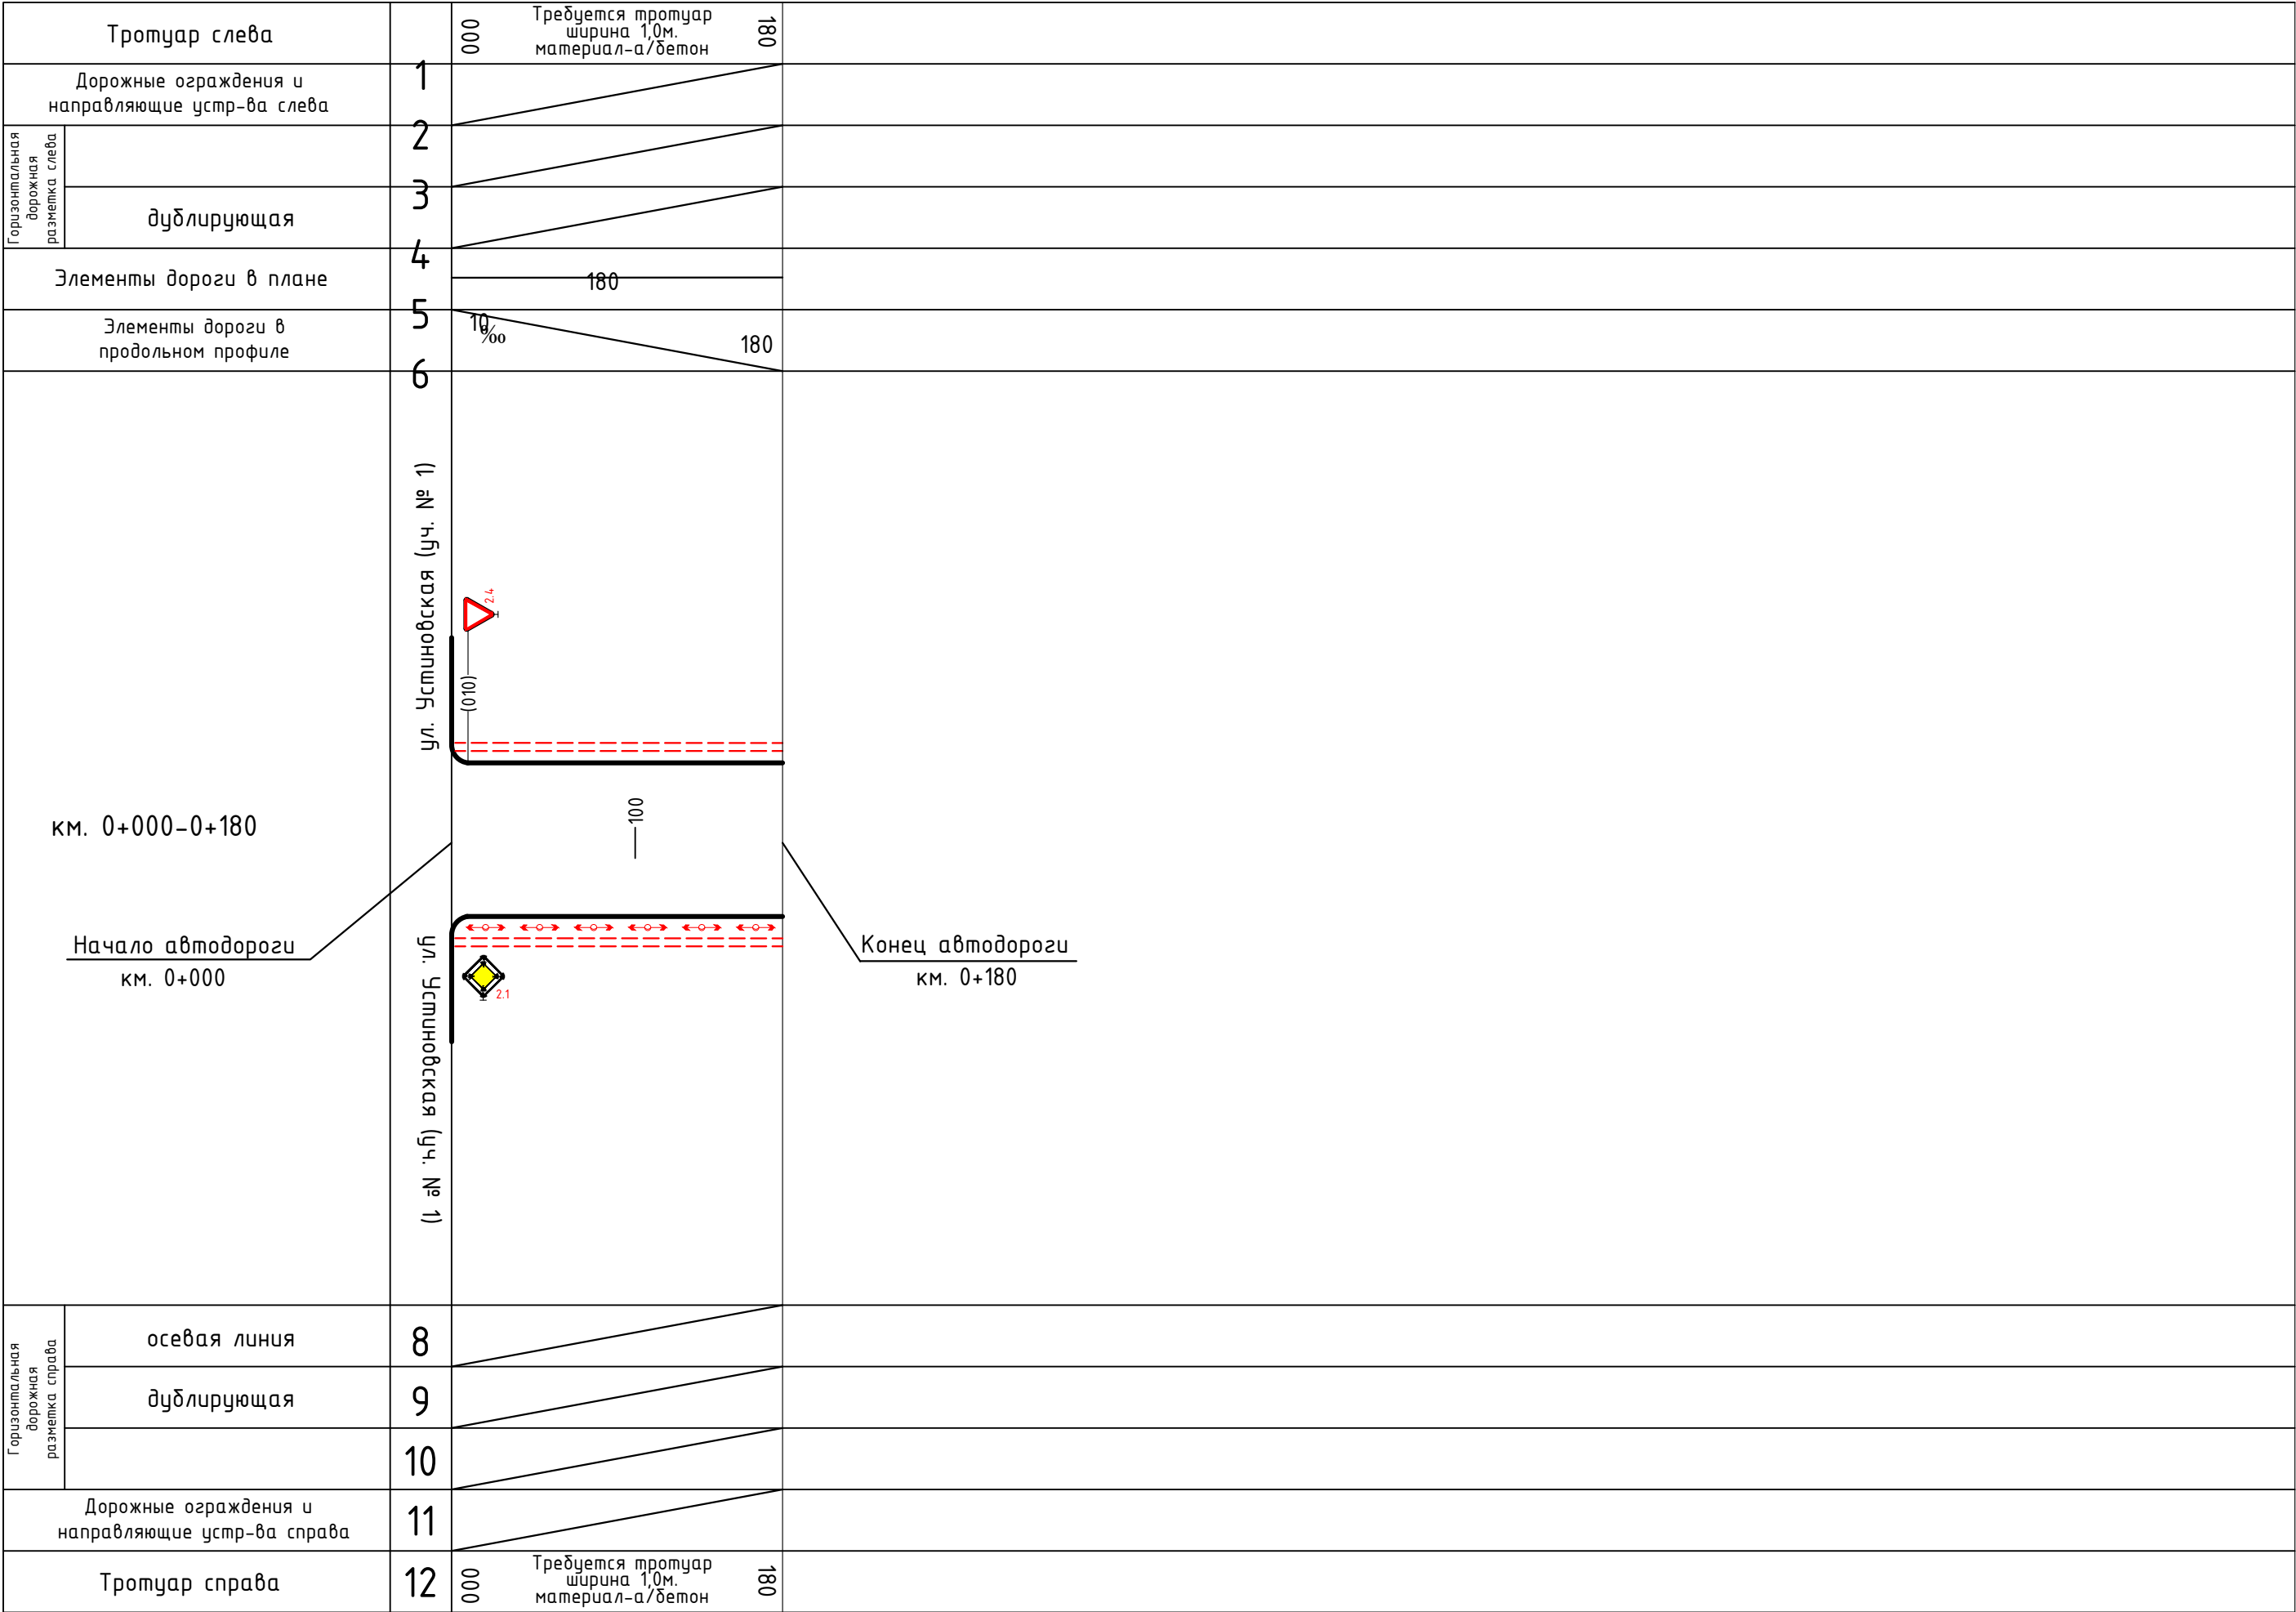 Тротуар слева
000
Требуется тротуар
ширина 1,0м.
материал-а/бетон
180
1
Дорожные ограждения и
направляющие устр-ва слева
2
Горизонтальная
дорожная
разметка слева
3
дублирующая
4
Элементы дороги в плане
180
5
Элементы дороги в
продольном профиле
10
‰
180
6
ул. Устиновская (уч. № 1)
2.4
(010)
100
км. 0+000-0+180
Начало автодороги
км. 0+000
Конец автодороги
км. 0+180
2.1
ул. Устиновская (уч. № 1)
Горизонтальная
дорожная
разметка справа
осевая линия
8
дублирующая
9
10
Дорожные ограждения и
направляющие устр-ва справа
11
Тротуар справа
12
000
Требуется тротуар
ширина 1,0м.
материал-а/бетон
180